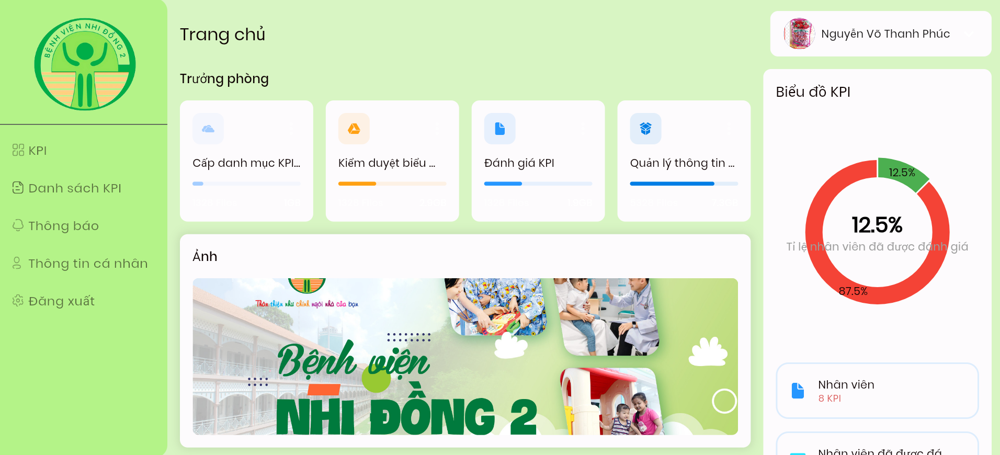 BỆNH VIỆN NHI ĐỒNG 2
KPI
Danh sách KPI
Thông báo
Thông tin cá nhân
Đăng xuất
Trang chủ
Trưởng phòng
Cấp danh mục KPI...
Kiểm duyệt biểu ...
Đánh giá KPI
Quản lý thông tin ...
Ảnh
Thân thiện như chính ngôi nhà của bạn
Bệnh viện
NHI ĐỒNG 2
Nguyễn Võ Thanh Phúc
Biểu đồ KPI
12.5%
12.5%
Tỉ lệ nhân viên đã được đánh giá
87.5%
Nhân viên
8 KPI
Nhân viên đã được đá